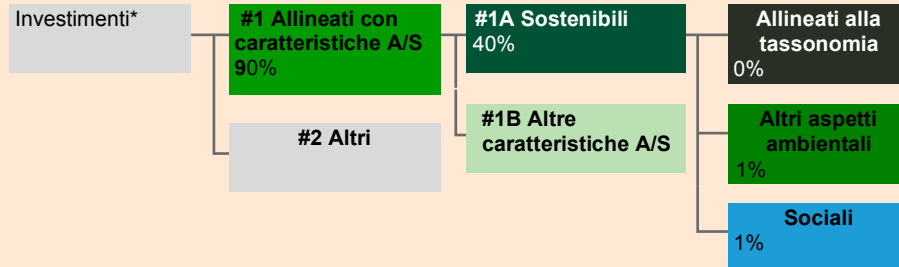 Investimenti*
#1 Allineati con
caratteristiche A/S
90%
#2 Altri
#1A Sostenibili
40%
#1B Altre
caratteristiche A/S
Allineati alla
tassonomia
0%
Altri aspetti
ambientali
1%
Sociali
1%